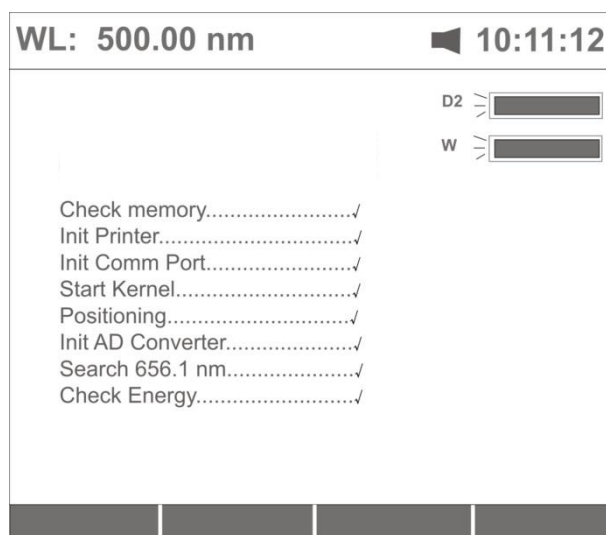 WL: 500.00 nm 10:11:12
D2
W
Check memory........................√
Init Printer................................√
Init Comm Port........................√
Start Kernel.............................√
Positioning..............................√
Init AD Converter.....................√
Search 656.1 nm.....................√
Check Energy..........................√